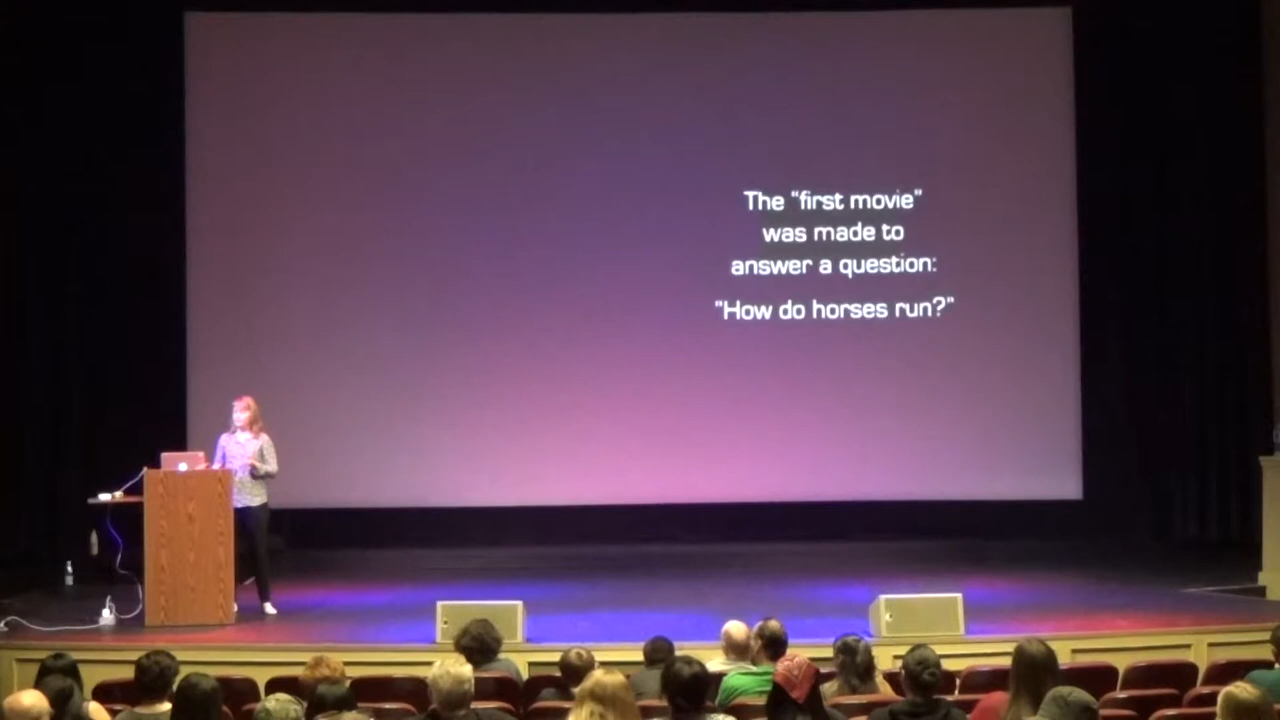 The “first movie”
was made to
answer a question:
"How do horses run?"